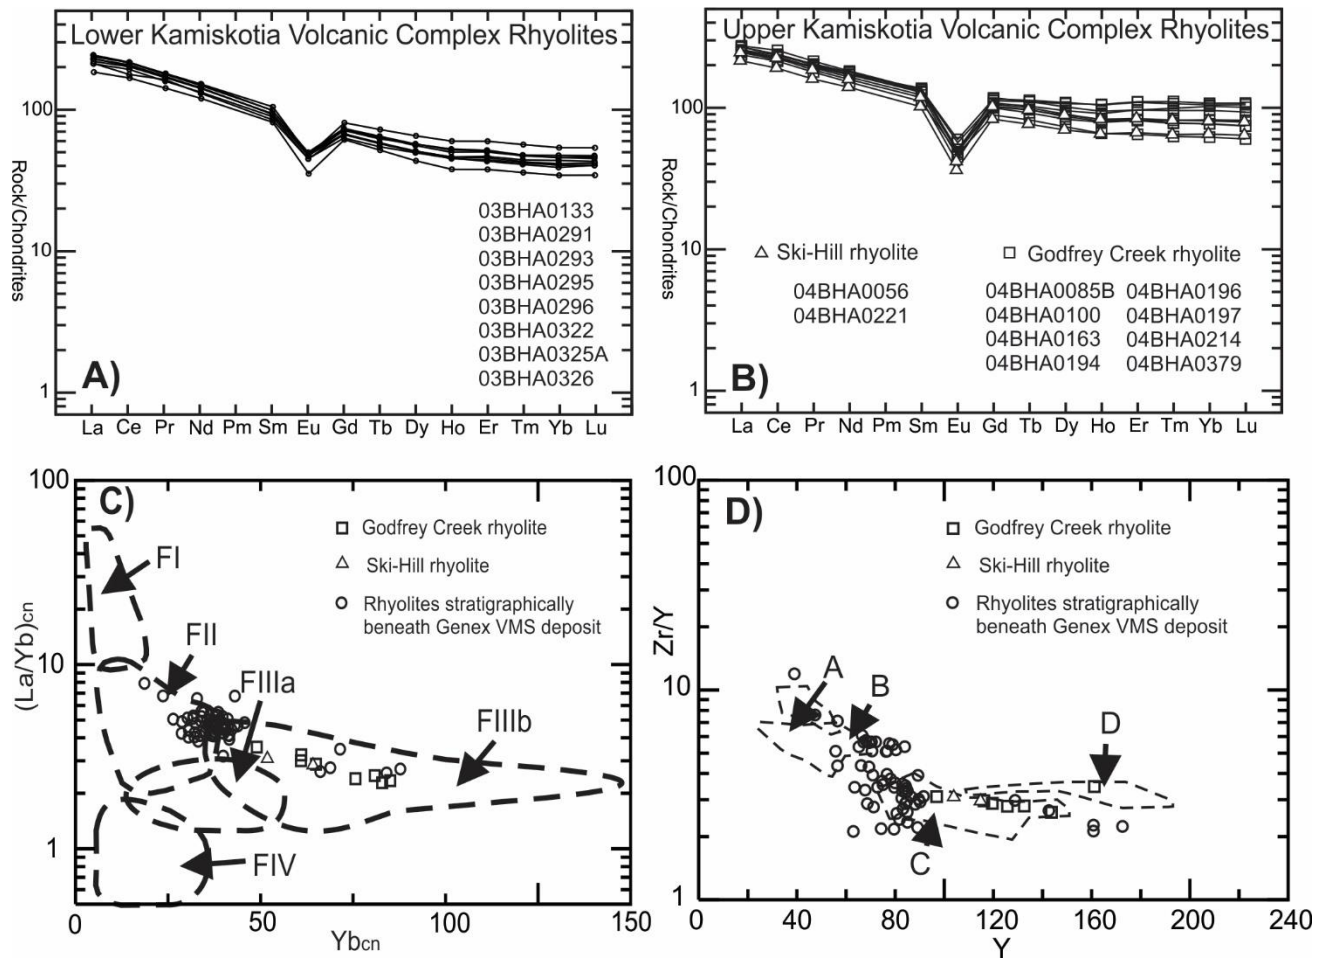 Lower Kamiskotia Volcanic Complex Rhyolites
100
10
1
Rock/Chondrites
03BHA0133
03BHA0291
03BHA0293
03BHA0295
03BHA0296
03BHA0322
03BHA0325A
03BHA0326
A)
La Ce Pr Nd Pm Sm Eu Gd Tb Dy Ho Er Tm Yb Lu
Upper Kamiskotia Volcanic Complex Rhyolites
100
10
1
Rock/Chondrites
Ski-Hill rhyolite
04BHA0056
04BHA0221
Godfrey Creek rhyolite
04BHA0085B 04BHA0196
04BHA0100 04BHA0197
04BHA0163 04BHA0214
04BHA0194 04BHA0379
B)
La Ce Pr Nd Pm Sm Eu Gd Tb Dy Ho Er Tm Yb Lu
C)
100
10
1
(La/Yb)cn
Godfrey Creek rhyolite
Ski-Hill rhyolite
Rhyolites stratigraphically
beneath Genex VMS deposit
FI
FII
FIIIa
FIIIb
FIV
0 50 100 150
Ybcn
D)
100
10
1
Zr/Y
Godfrey Creek rhyolite
Ski-Hill rhyolite
Rhyolites stratigraphically
beneath Genex VMS deposit
A
B
D
C
0 40 80 120 160 200 240
Y